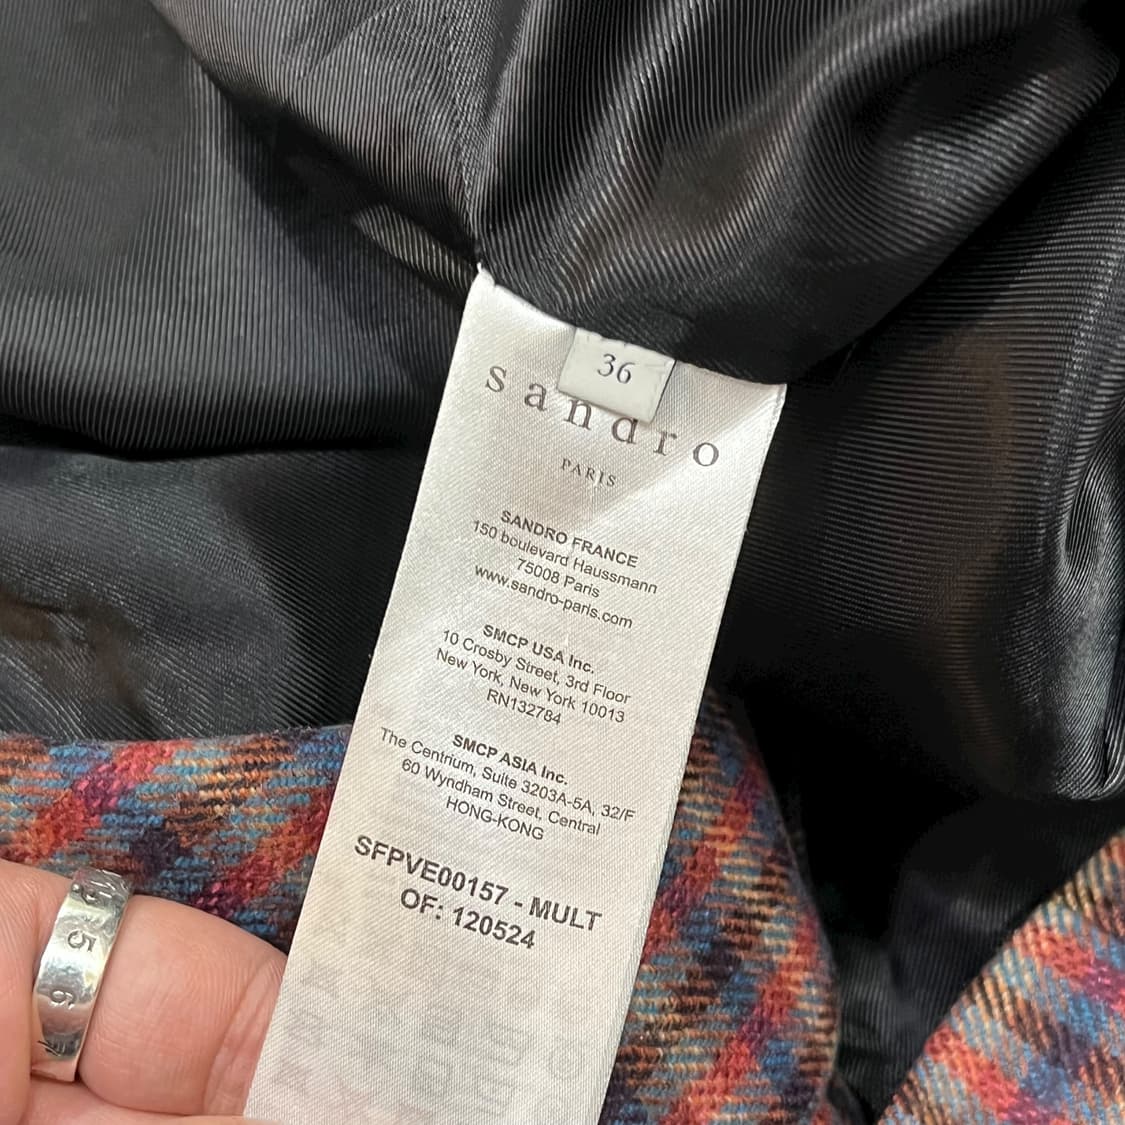 36
sandro
PARIS
SANDRO FRANCE
150 boulevard Haussmann
75008 Paris
www.sandro-paris.com
SMCP USA Inc.
10 Crosby Street, 3rd Floor
New York, New York 10013
RN132784
SMCP ASIA Inc.
The Centrium, Suite 3203A-5A, 32/F
60 Wyndham Street, Central
HONG-KONG
SFPVE00157 - MULT
OF: 120524
5
6